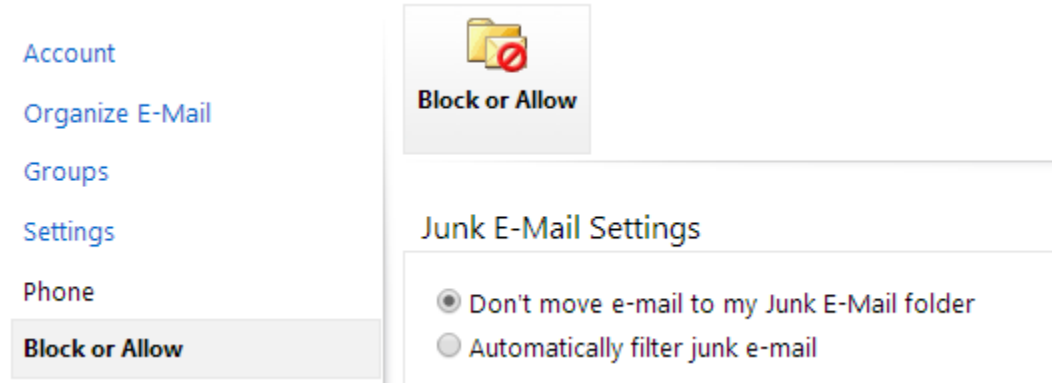 Account
Organize E-Mail
Groups
Settings
Phone
Block or Allow
Block or Allow
Junk E-Mail Settings
Don't move e-mail to my Junk E-Mail folder
Automatically filter junk e-mail